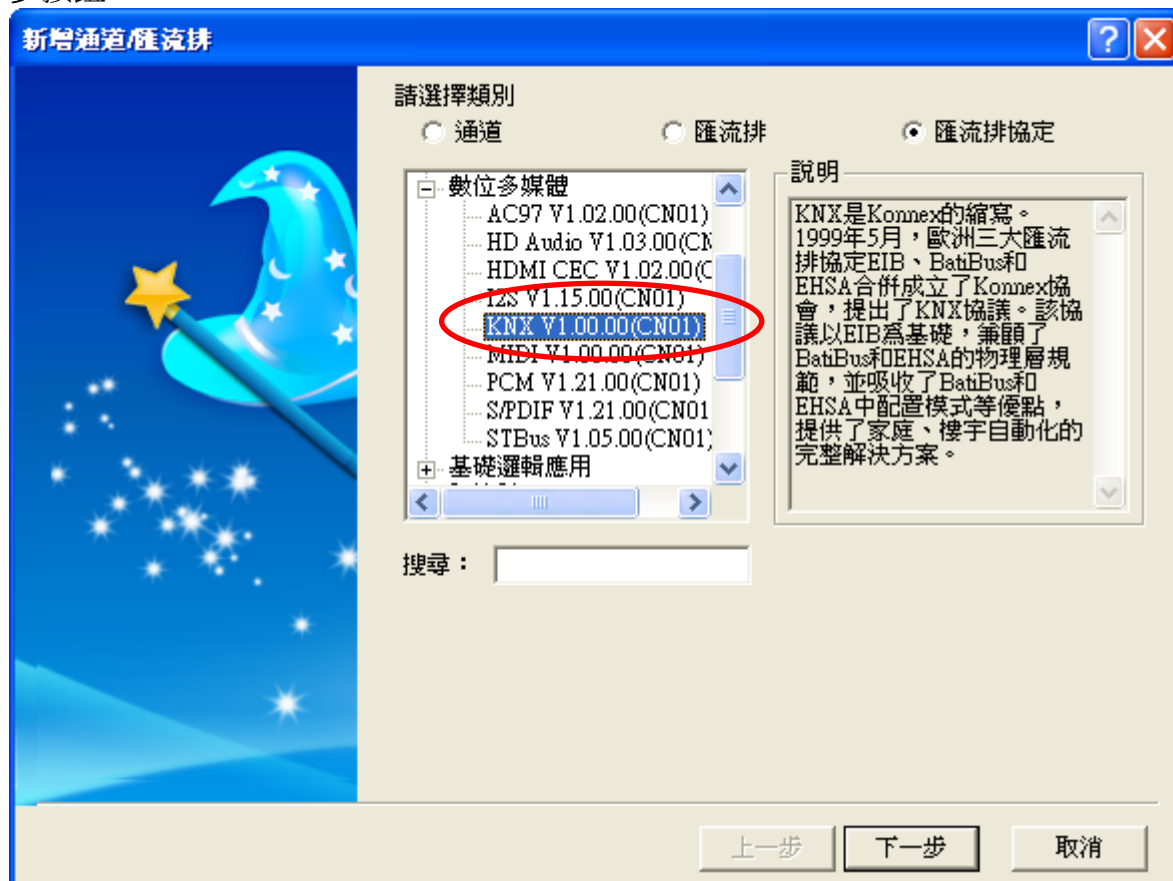 新增通道/匯流排
請選擇類別
通道
匯流排
匯流排協定
數位多媒體
AC97 V1.02.00(CN01)
HD Audio V1.03.00(CN
HDMI CEC V1.02.00(C
I2S V1.15.00(CN01)
KNX V1.00.00(CN01)
MIDI V1.00.00(CN01)
PCM V1.21.00(CN01)
S/PDIF V1.21.00(CN01
STBus V1.05.00(CN01)
基礎邏輯應用
說明
KNX是Konnex的縮寫。
1999年5月，歐洲三大匯流
排協定EIB、BatiBus和
EHSA合併成立了Konnex協
會，提出了KNX協議。該協
議以EIB爲基礎，兼顧了
BatiBus和EHSA的物理層規
範，並吸收了BatiBus和
EHSA中配置模式等優點，
提供了家庭、樓宇自動化的
完整解決方案。
搜尋：
上一步
下一步
取消